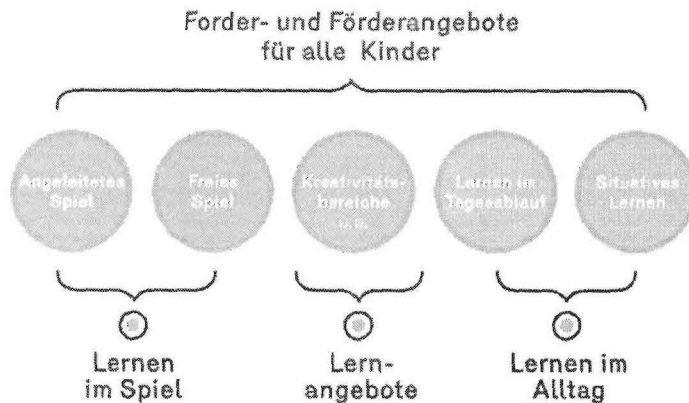 Forder- und Förderangebote
für alle Kinder
Angeleitetes
Spiel
Freies
Spiel
Kreativitäts-
bereiche
u.a.
Lernen im
Tagesablauf
Situatives
Lernen
Lernen
im Spiel
Lern-
angebote
Lernen im
Alltag